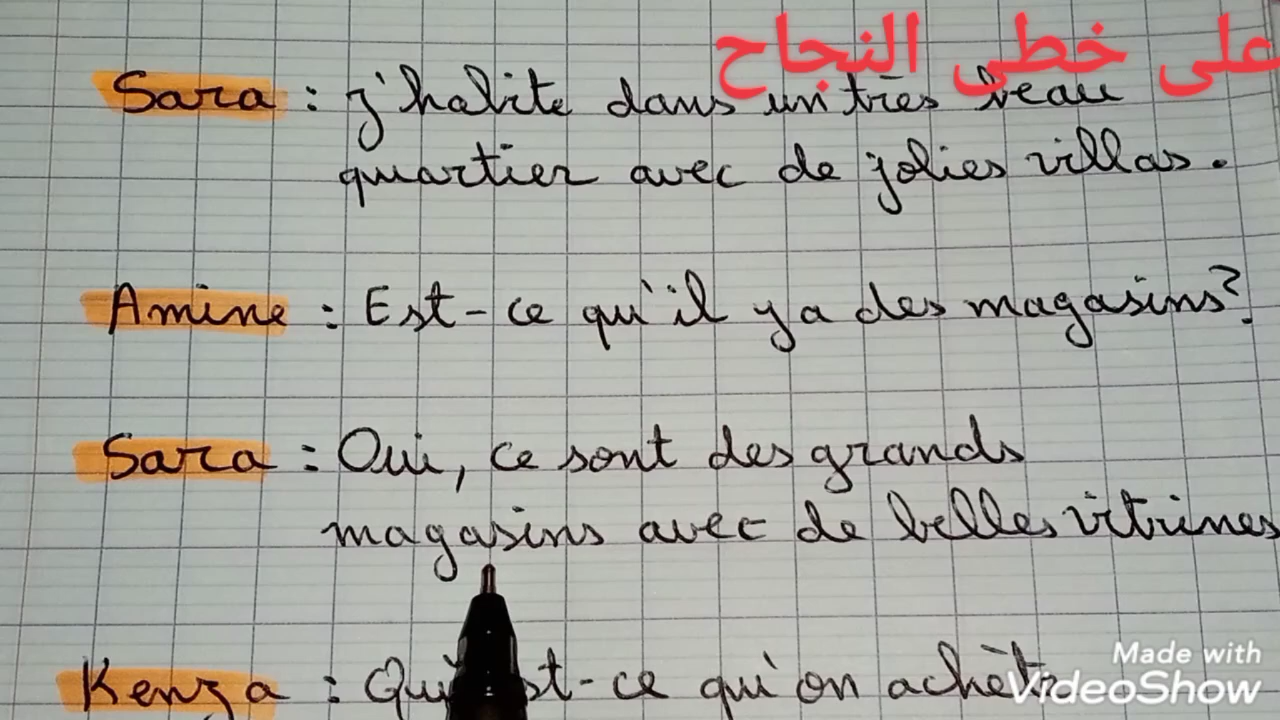 على خطى النجاح
Sara : j'habite dans un très beau
quartier avec de jolies villas.
Amine : Est-ce qu'il y a des magasins?
Sara : Oui, ce sont des grands
magasins avec de belles vitrines
Kenza : Qu'est-ce qu'on achète
Made with
VideoShow